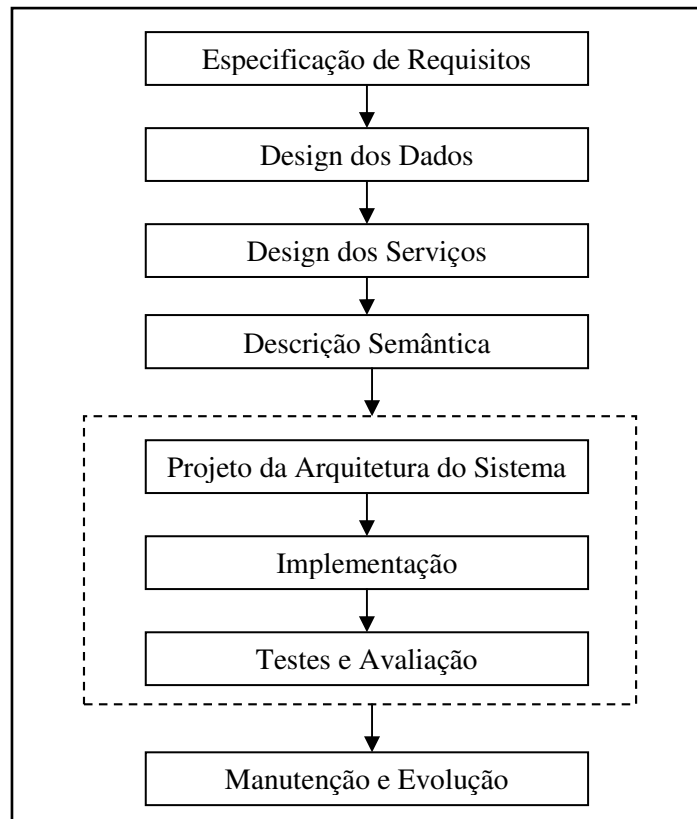 Especificação de Requisitos
Design dos Dados
Design dos Serviços
Descrição Semântica
Projeto da Arquitetura do Sistema
Implementação
Testes e Avaliação
Manutenção e Evolução